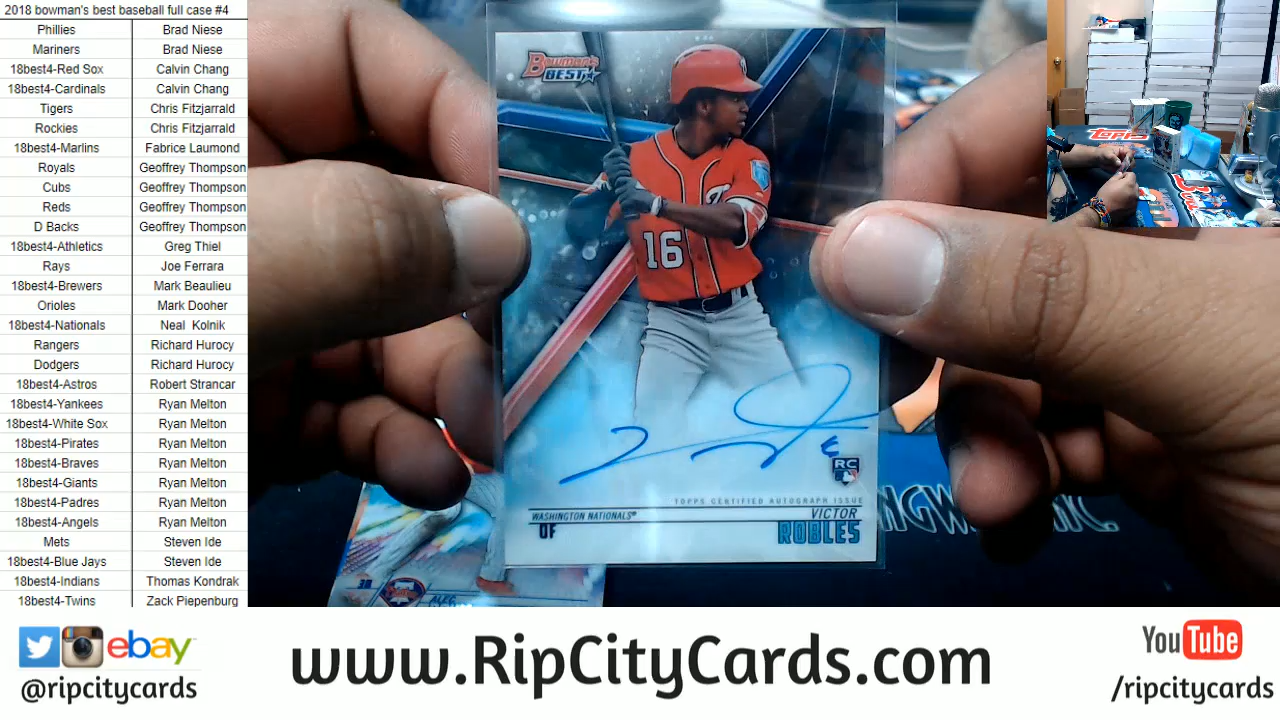 2018 bowman's best baseball full case #4
Phillies Brad Niese
Mariners Brad Niese
18best4-Red Sox Calvin Chang
18best4-Cardinals Calvin Chang
Tigers Chris Fitzjarrald
Rockies Chris Fitzjarrald
18best4-Marlins Fabrice Laumond
Royals Geoffrey Thompson
Cubs Geoffrey Thompson
Reds Geoffrey Thompson
D Backs Geoffrey Thompson
18best4-Athletics Greg Thiel
Rays Joe Ferrara
18best4-Brewers Mark Beaulieu
Orioles Mark Dooher
18best4-Nationals Neal Kolnik
Rangers Richard Hurocy
Dodgers Richard Hurocy
18best4-Astros Robert Strancar
18best4-Yankees Ryan Melton
18best4-White Sox Ryan Melton
18best4-Pirates Ryan Melton
18best4-Braves Ryan Melton
18best4-Giants Ryan Melton
18best4-Padres Ryan Melton
18best4-Angels Ryan Melton
Mets Steven Ide
18best4-Blue Jays Steven Ide
18best4-Indians Thomas Kondrak
18best4-Twins Zack Piepenburg
Bowman's
BEST
16
RC
TOPPS CERTIFIED AUTOGRAPH ISSUE
WASHINGTON NATIONALS®
OF
VICTOR
ROBLES
3B
ALEC
topps
ebay
@ripcitycards
www.RipCityCards.com
YouTube
/ripcitycards